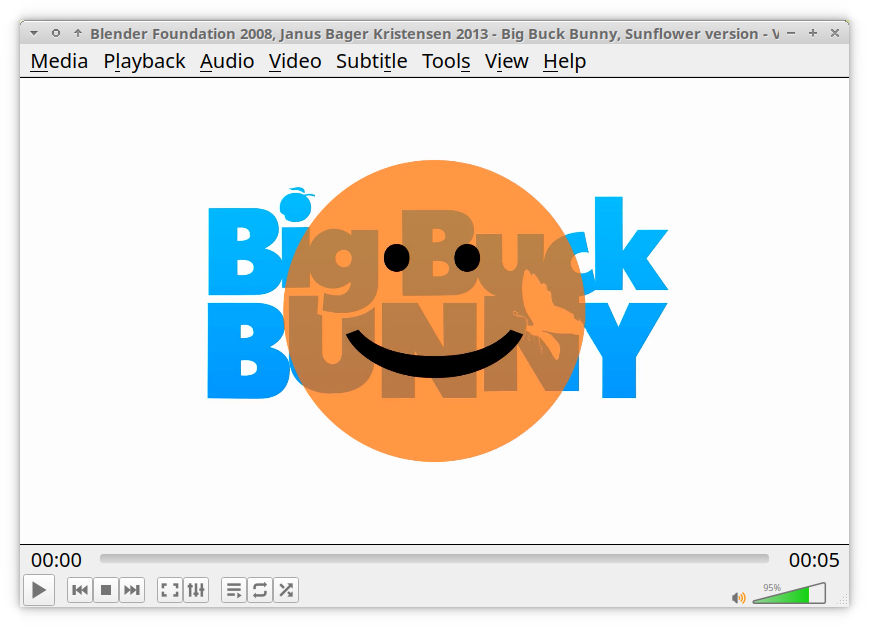 Blender Foundation 2008, Janus Bager Kristensen 2013 - Big Buck Bunny, Sunflower version - V
Media Playback Audio Video Subtitle Tools View Help
Big Buck
BUNNY
00:00 00:05
95%